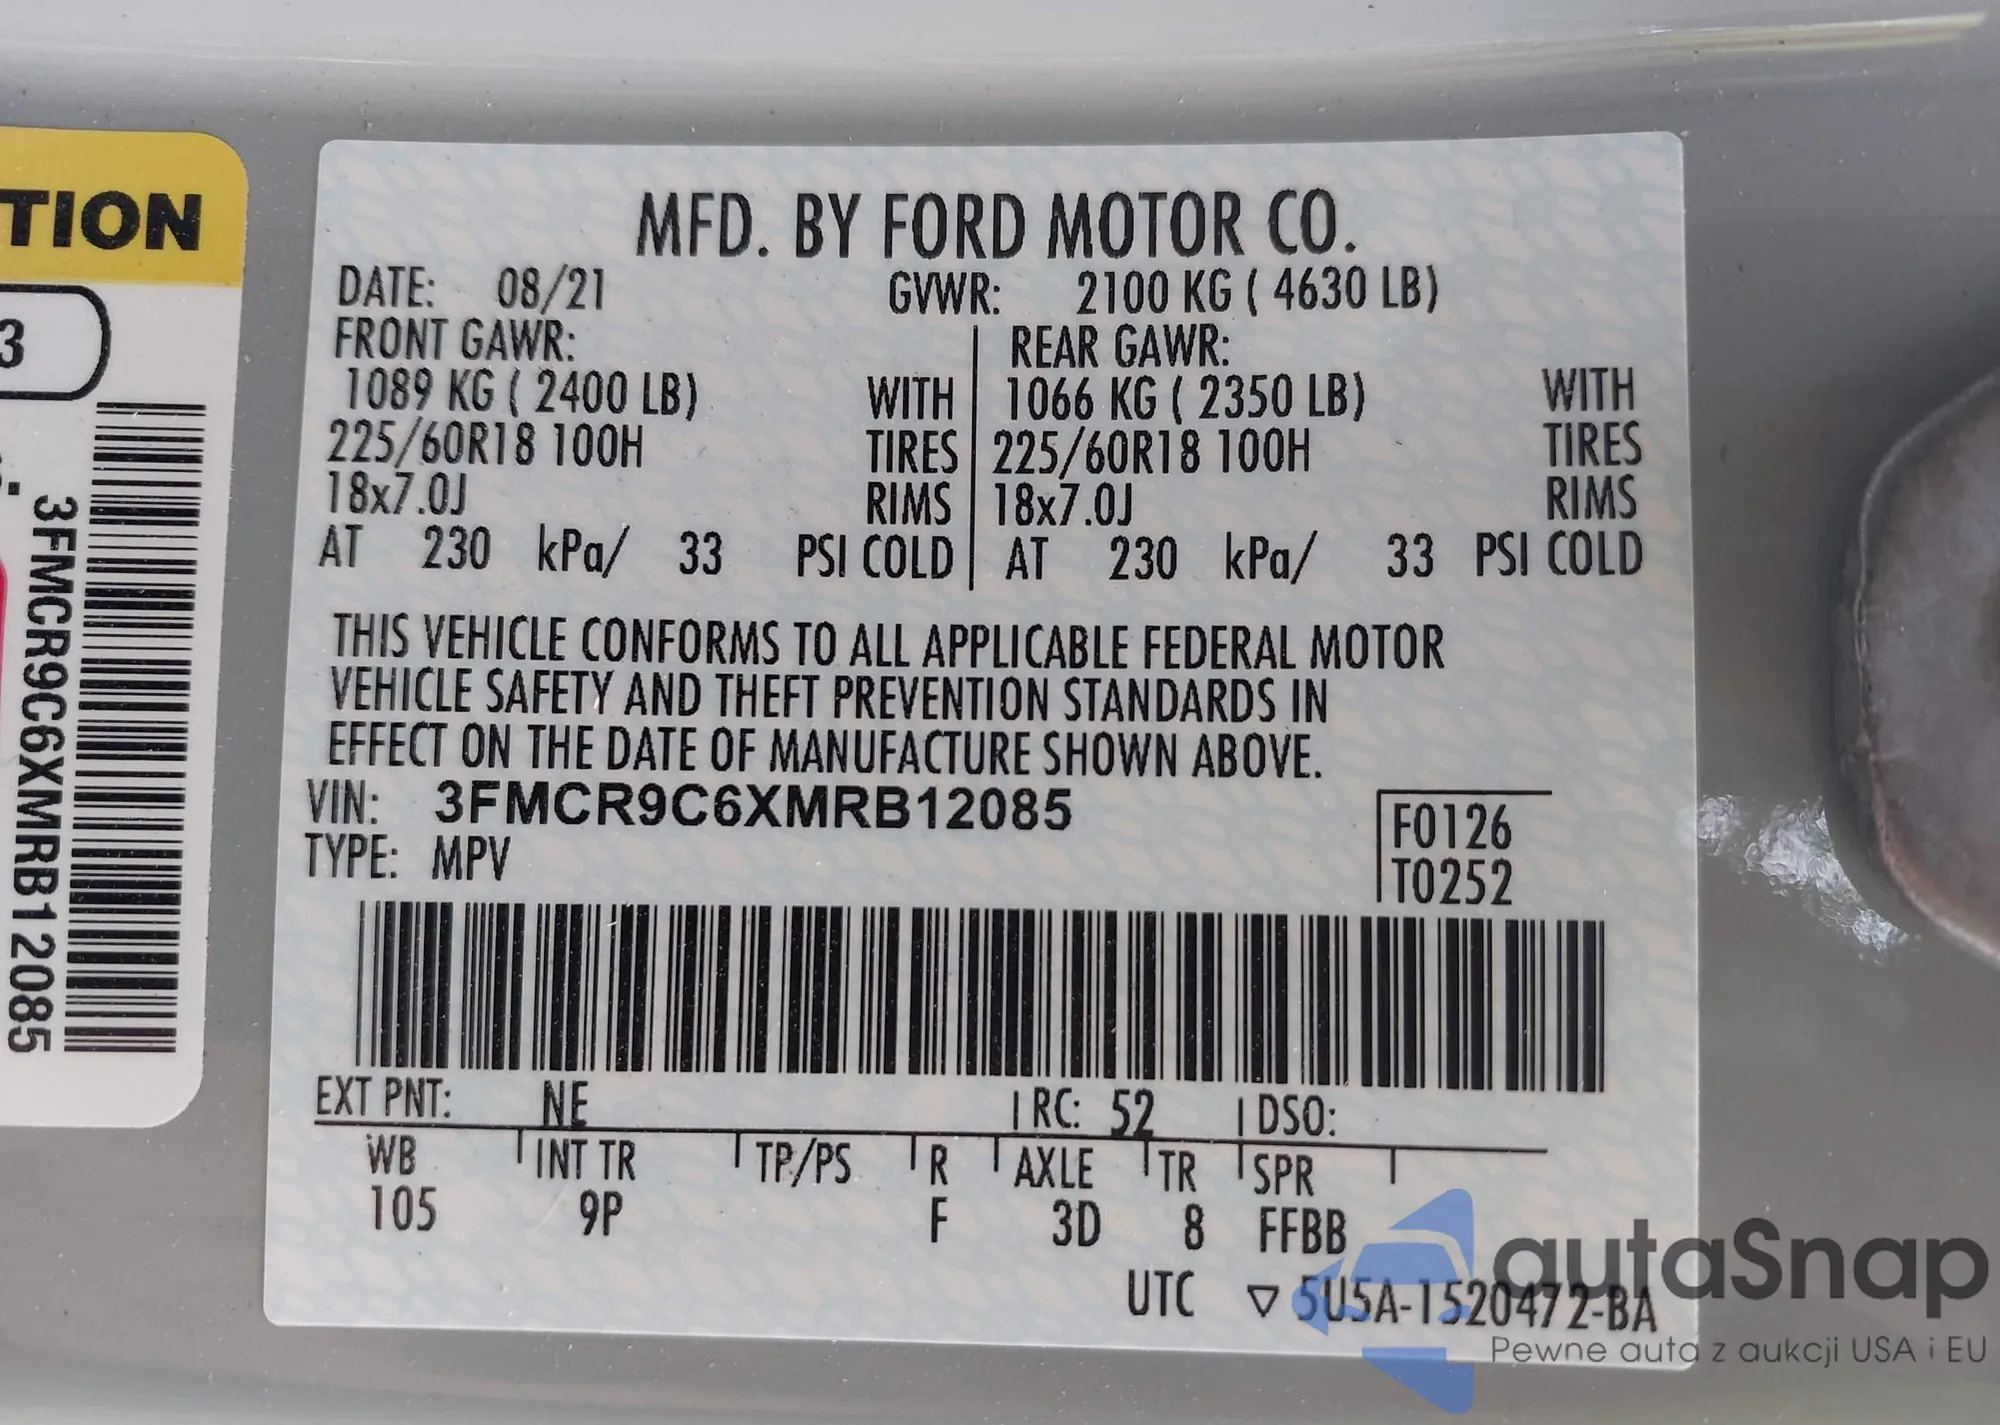 TION
3
3FMCR9C6XMRB12085
MFD. BY FORD MOTOR CO.
DATE: 08/21 GVWR: 2100 KG ( 4630 LB)
FRONT GAWR: REAR GAWR:
1089 KG ( 2400 LB) WITH 1066 KG ( 2350 LB) WITH
225/60R18 100H TIRES 225/60R18 100H TIRES
18x7.0J RIMS 18x7.0J RIMS
AT 230 kPa/ 33 PSI COLD AT 230 kPa/ 33 PSI COLD
THIS VEHICLE CONFORMS TO ALL APPLICABLE FEDERAL MOTOR
VEHICLE SAFETY AND THEFT PREVENTION STANDARDS IN
EFFECT ON THE DATE OF MANUFACTURE SHOWN ABOVE.
VIN: 3FMCR9C6XMRB12085
TYPE: MPV
F0126
T0252
EXT PNT: NE RC: 52 DSO:
WB INT TR TP/PS R AXLE TR SPR
105 9P F 3D 8 FFBB
UTC ▽ 5U5A-1520472-BA
autaSnap
Pewne auta z aukcji USA i EU